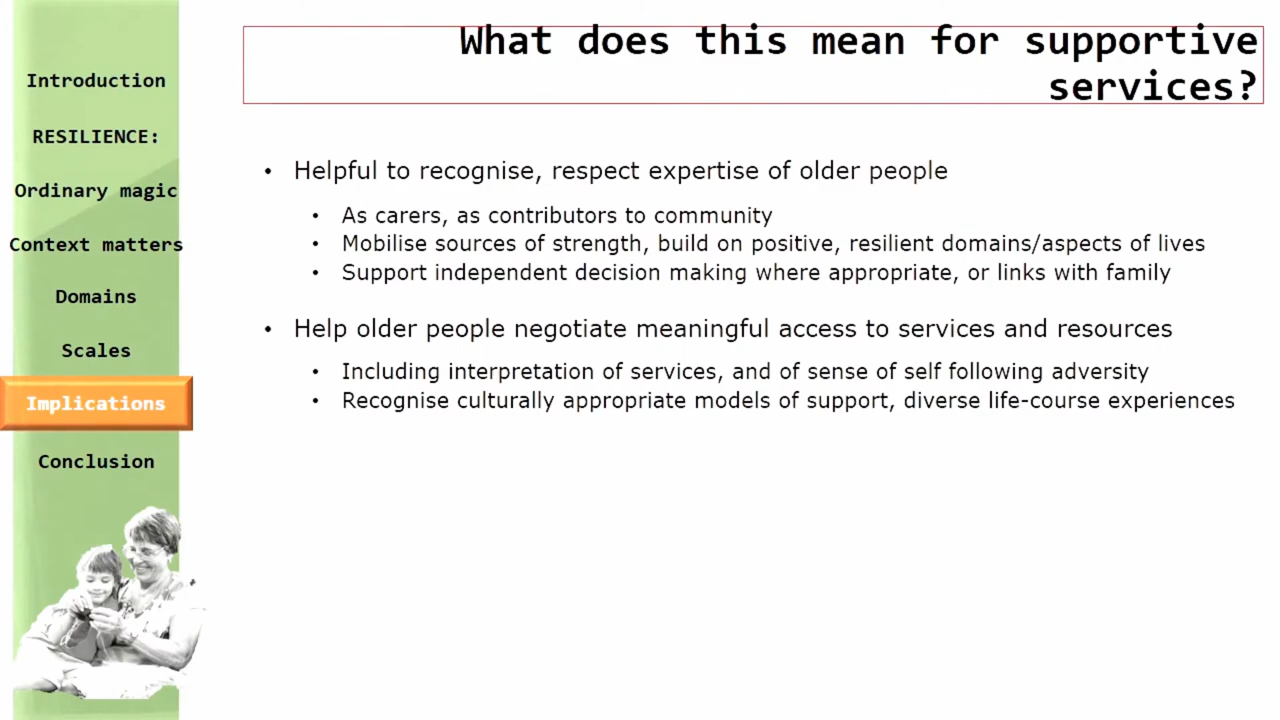 Introduction
RESILIENCE:
Ordinary magic
Context matters
Domains
Scales
Implications
Conclusion
What does this mean for supportive
services?
• Helpful to recognise, respect expertise of older people
• As carers, as contributors to community
• Mobilise sources of strength, build on positive, resilient domains/aspects of lives
• Support independent decision making where appropriate, or links with family
• Help older people negotiate meaningful access to services and resources
• Including interpretation of services, and of sense of self following adversity
• Recognise culturally appropriate models of support, diverse life-course experiences